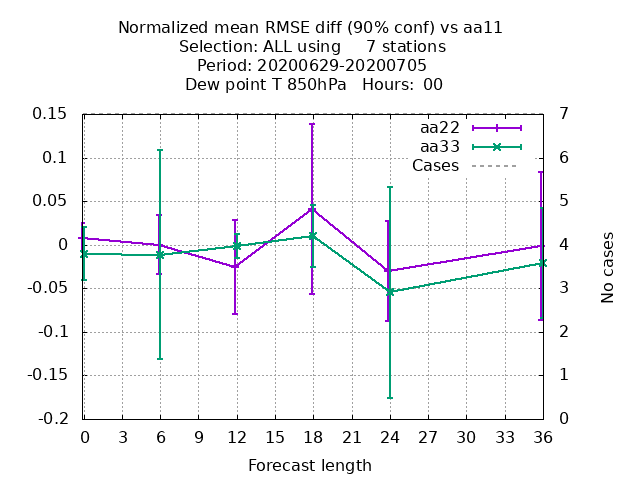 Normalized mean RMSE diff (90% conf) vs aa11
Selection: ALL using     7 stations
Period: 20200629-20200705
Dew point T 850hPa   Hours:  00
0.15
0.1
0.05
0
-0.05
-0.1
-0.15
-0.2
7
6
5
4
3
2
1
0
aa22
aa33
Cases
No cases
0 3 6 9 12 15 18 21 24 27 30 33 36
Forecast length